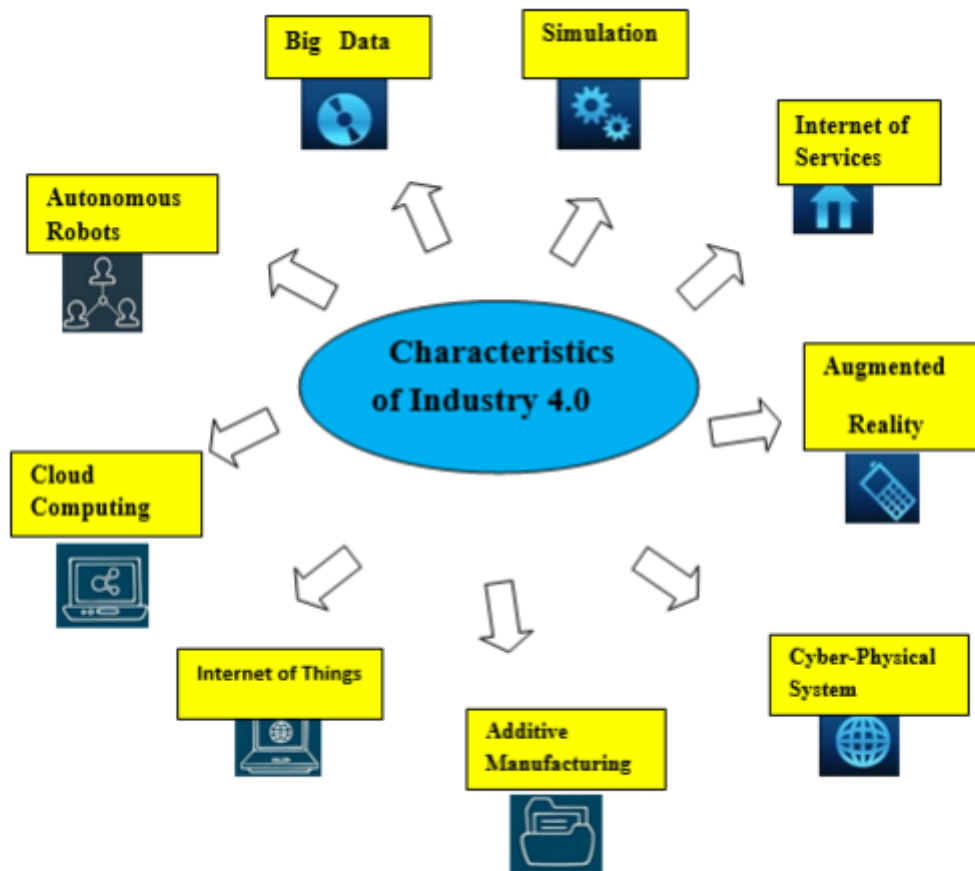 Big Data
Simulation
Internet of
Services
Autonomous
Robots
Characteristics
of Industry 4.0
Augmented
Reality
Cloud
Computing
Internet of Things
Cyber-Physical
System
Additive
Manufacturing